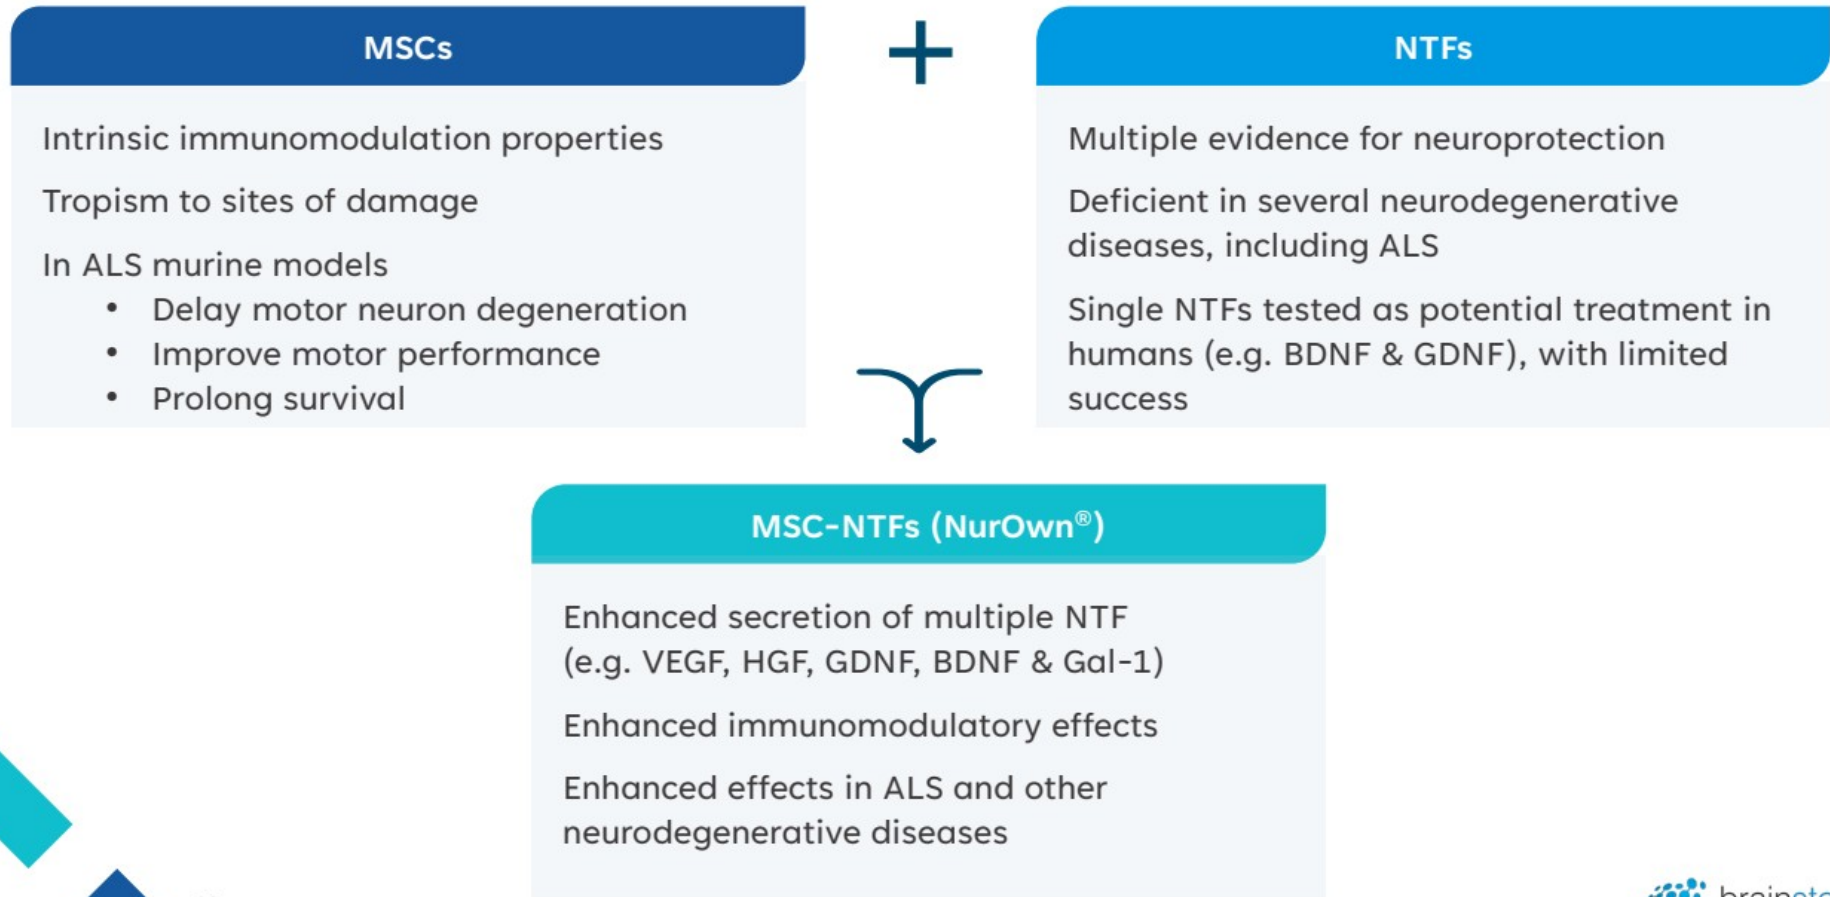 MSCs
Intrinsic immunomodulation properties
Tropism to sites of damage
In ALS murine models
• Delay motor neuron degeneration
• Improve motor performance
• Prolong survival
+
NTFs
Multiple evidence for neuroprotection
Deficient in several neurodegenerative
diseases, including ALS
Single NTFs tested as potential treatment in
humans (e.g. BDNF & GDNF), with limited
success
MSC-NTFs (NurOwn®)
Enhanced secretion of multiple NTF
(e.g. VEGF, HGF, GDNF, BDNF & Gal-1)
Enhanced immunomodulatory effects
Enhanced effects in ALS and other
neurodegenerative diseases